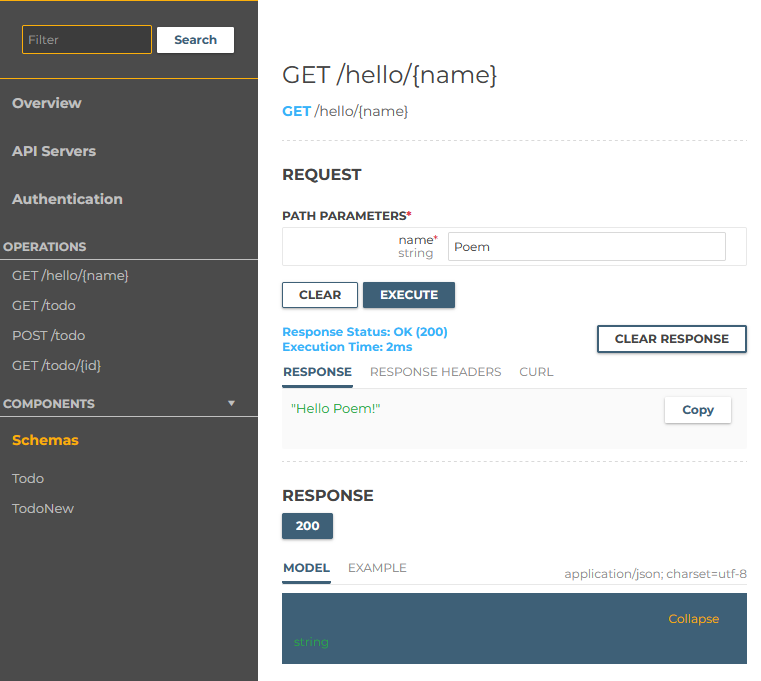 Filter
Search
Overview
API Servers
Authentication
OPERATIONS
GET /hello/{name}
GET /todo
POST /todo
GET /todo/{id}
COMPONENTS
Schemas
Todo
TodoNew
GET /hello/{name}
GET /hello/{name}
REQUEST
PATH PARAMETERS*
name*
string
Poem
CLEAR
EXECUTE
Response Status: OK (200)
Execution Time: 2ms
CLEAR RESPONSE
RESPONSE
RESPONSE HEADERS
CURL
"Hello Poem!"
Copy
RESPONSE
200
MODEL
EXAMPLE
application/json; charset=utf-8
Collapse
string